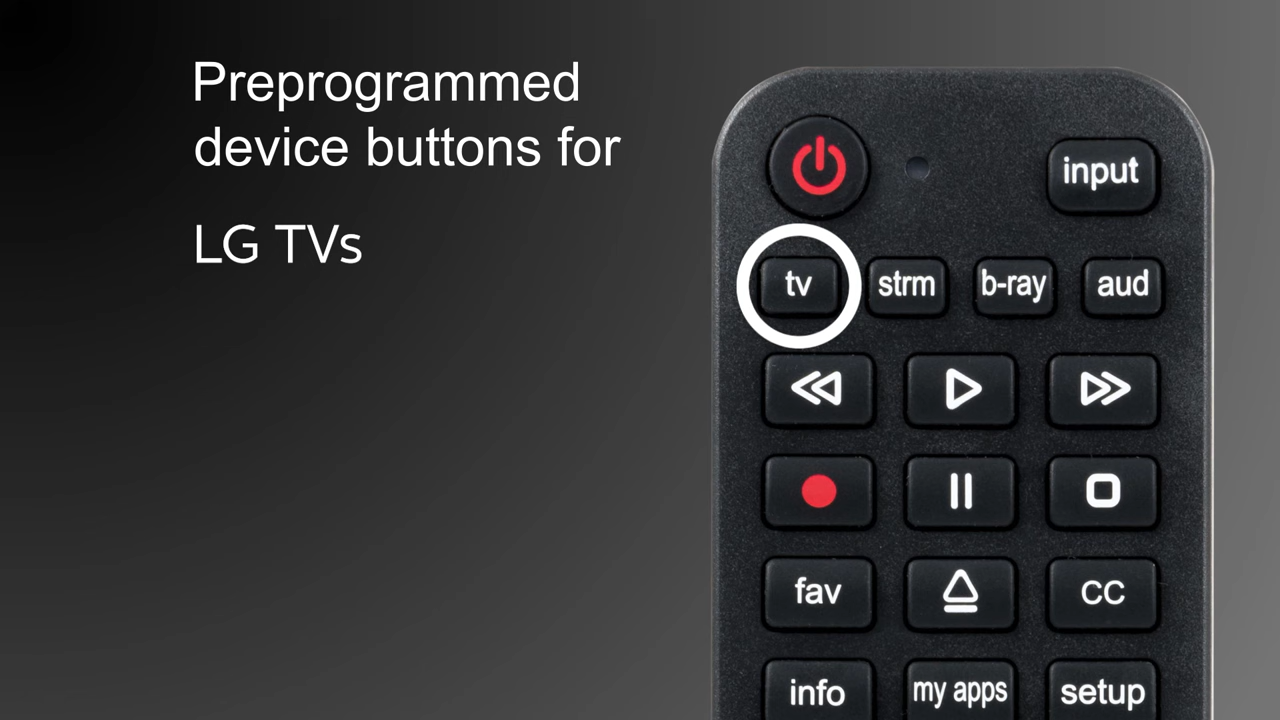 Preprogrammed
device buttons for
LG TVs
input
tv strm b-ray aud
fav CC
info my apps setup